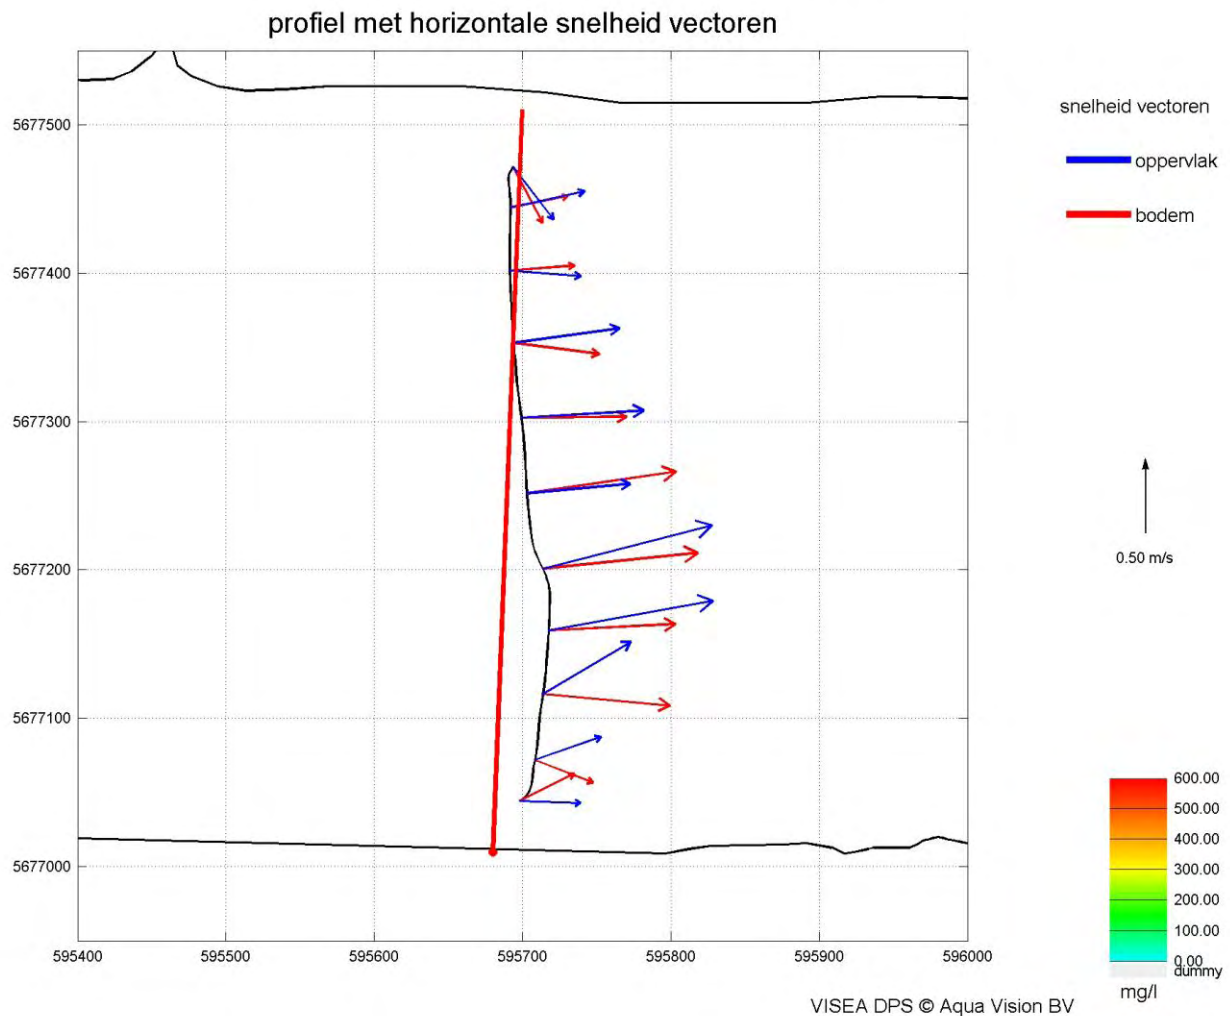 profiel met horizontale snelheid vectoren
snelheid vectoren
oppervlak
bodem
5677500
5677400
5677300
5677200
5677100
5677000
0.50 m/s
600.00
500.00
400.00
300.00
200.00
100.00
0.00
dummy
mg/l
595400 595500 595600 595700 595800 595900 596000
VISEA DPS © Aqua Vision BV